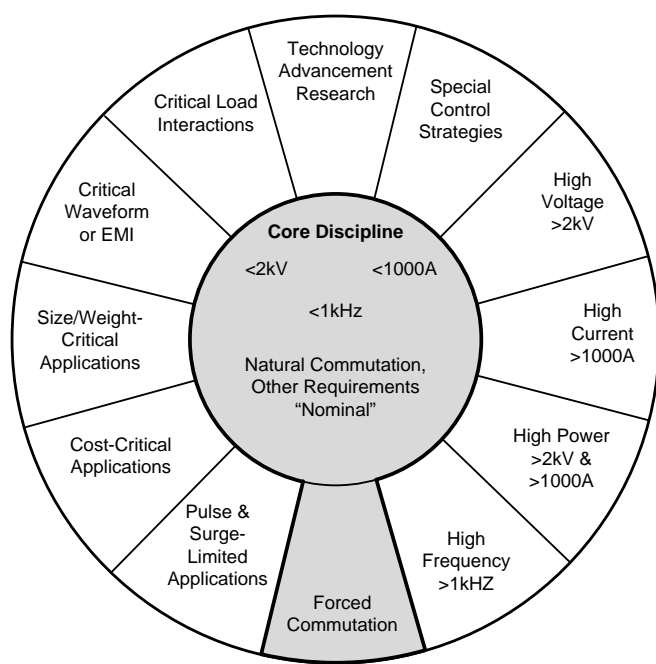 Technology
Advancement
Research
Special
Control
Strategies
High
Voltage
>2kV
High
Current
>1000A
High Power
>2kV &
>1000A
High
Frequency
>1kHZ
Forced
Commutation
Pulse &
Surge-
Limited
Applications
Cost-Critical
Applications
Size/Weight-
Critical
Applications
Critical
Waveform
or EMI
Critical Load
Interactions
Core Discipline
<2kV <1000A
<1kHz
Natural Commutation,
Other Requirements
“Nominal”